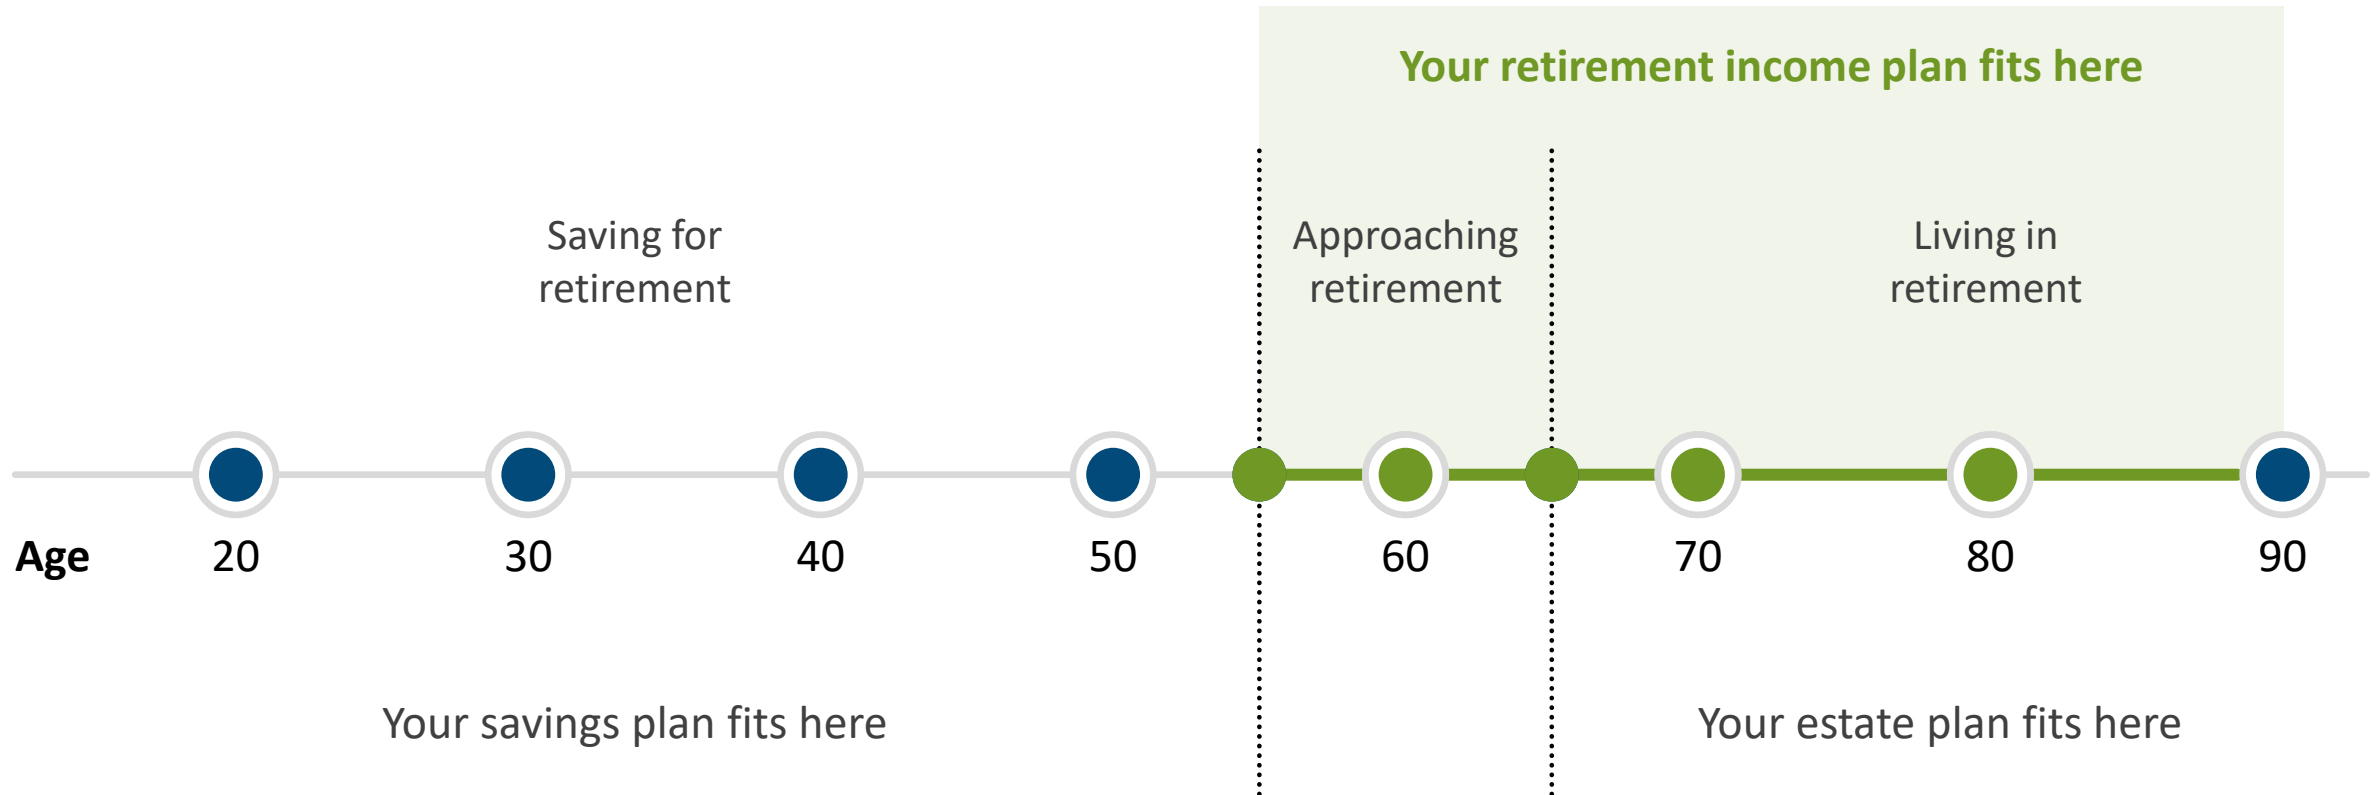 Your retirement income plan fits here
Saving for
retirement
Approaching
retirement
Living in
retirement
Age 20 30 40 50 60 70 80 90
Your savings plan fits here
Your estate plan fits here